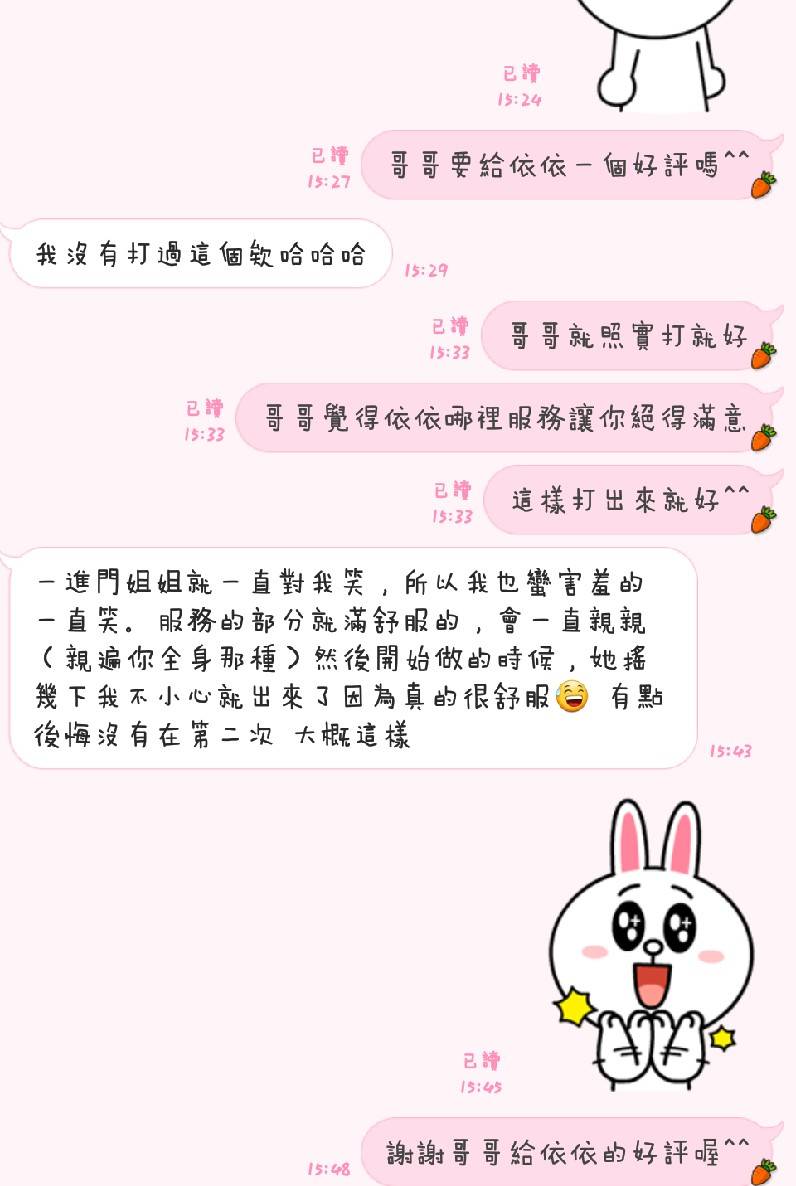 已讀
15:24
已讀
15:27
哥哥要給依依一個好評嗎^^
我沒有打過這個欸哈哈哈
15:29
已讀
15:33
哥哥就照實打就好
已讀
15:33
哥哥覺得依依哪裡服務讓你絕得滿意
已讀
15:33
這樣打出來就好^^
一進門姐姐就一直對我笑，所以我也蠻害羞的
一直笑。服務的部分就滿舒服的，會一直親親
（親遍你全身那種）然後開始做的時候，她搖
幾下我不小心就出來了因為真的很舒服😅 有點
後悔沒有在第二次 大概這樣
15:43
已讀
15:45
15:48
謝謝哥哥給依依的好評喔^^